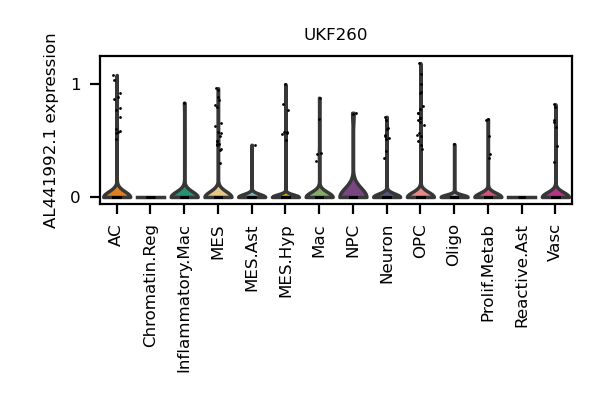 UKF260
AL441992.1 expression
1
0
AC
Chromatin.Reg
Inflammatory.Mac
MES
MES.Ast
MES.Hyp
Mac
NPC
Neuron
OPC
Oligo
Prolif.Metab
Reactive.Ast
Vasc